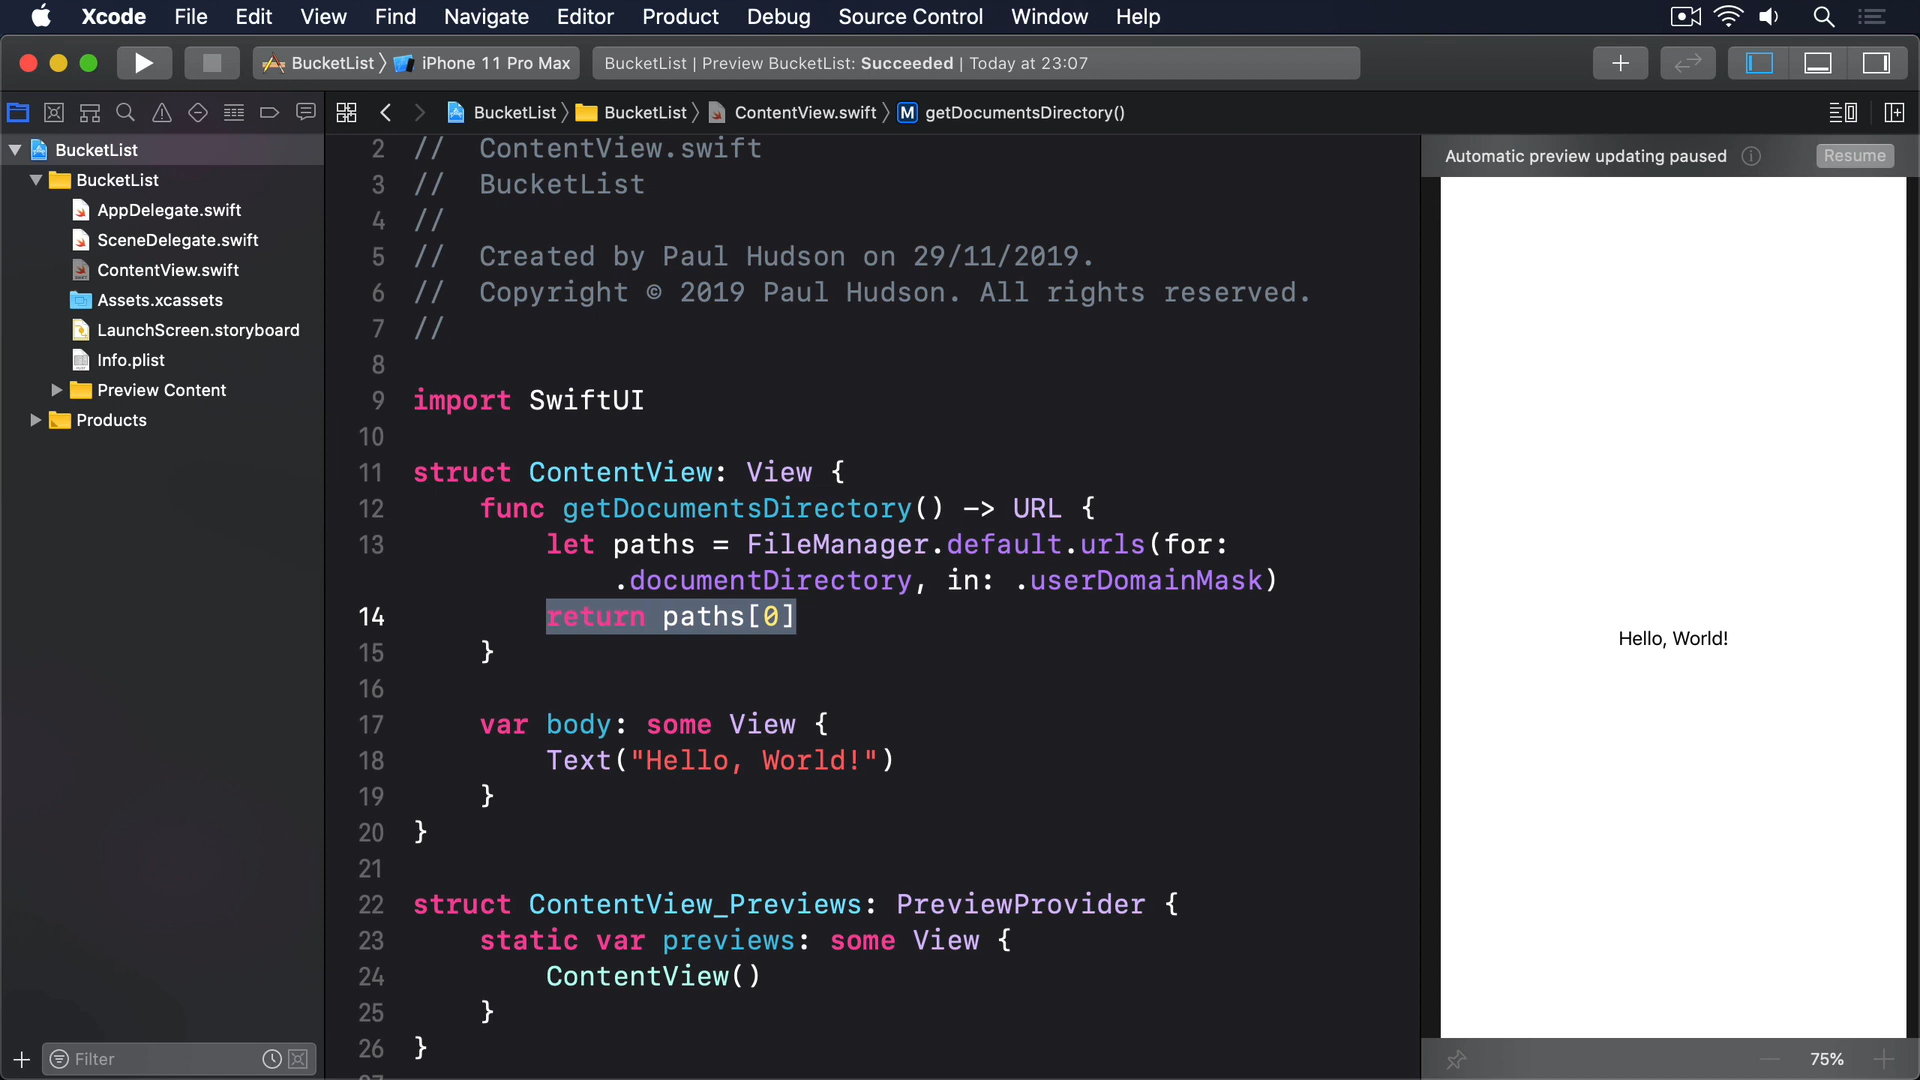 Xcode File Edit View Find Navigate Editor Product Debug Source Control Window Help
BucketList iPhone 11 Pro Max BucketList | Preview BucketList: Succeeded | Today at 23:07
BucketList BucketList ContentView.swift M getDocumentsDirectory()
BucketList
BucketList
AppDelegate.swift
SceneDelegate.swift
ContentView.swift
Assets.xcassets
LaunchScreen.storyboard
Info.plist
Preview Content
Products
Filter
2 //  ContentView.swift
3 //  BucketList
4 //
5 //  Created by Paul Hudson on 29/11/2019.
6 //  Copyright © 2019 Paul Hudson. All rights reserved.
7 //
8
9 import SwiftUI
10
11 struct ContentView: View {
12     func getDocumentsDirectory() -> URL {
13         let paths = FileManager.default.urls(for:
            .documentDirectory, in: .userDomainMask)
14         return paths[0]
15     }
16
17     var body: some View {
18         Text("Hello, World!")
19     }
20 }
21
22 struct ContentView_Previews: PreviewProvider {
23     static var previews: some View {
24         ContentView()
25     }
26 }
Automatic preview updating paused Resume
Hello, World!
75%